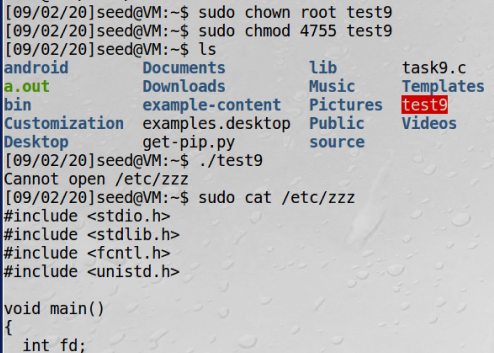 [09/02/20]seed@VM:~$ sudo chown root test9
[09/02/20]seed@VM:~$ sudo chmod 4755 test9
[09/02/20]seed@VM:~$ ls
android Documents lib task9.c
a.out Downloads Music Templates
bin example-content Pictures test9
Customization examples.desktop Public Videos
Desktop get-pip.py source
[09/02/20]seed@VM:~$ ./test9
Cannot open /etc/zzz
[09/02/20]seed@VM:~$ sudo cat /etc/zzz
#include <stdio.h>
#include <stdlib.h>
#include <fcntl.h>
#include <unistd.h>
void main()
{
int fd;